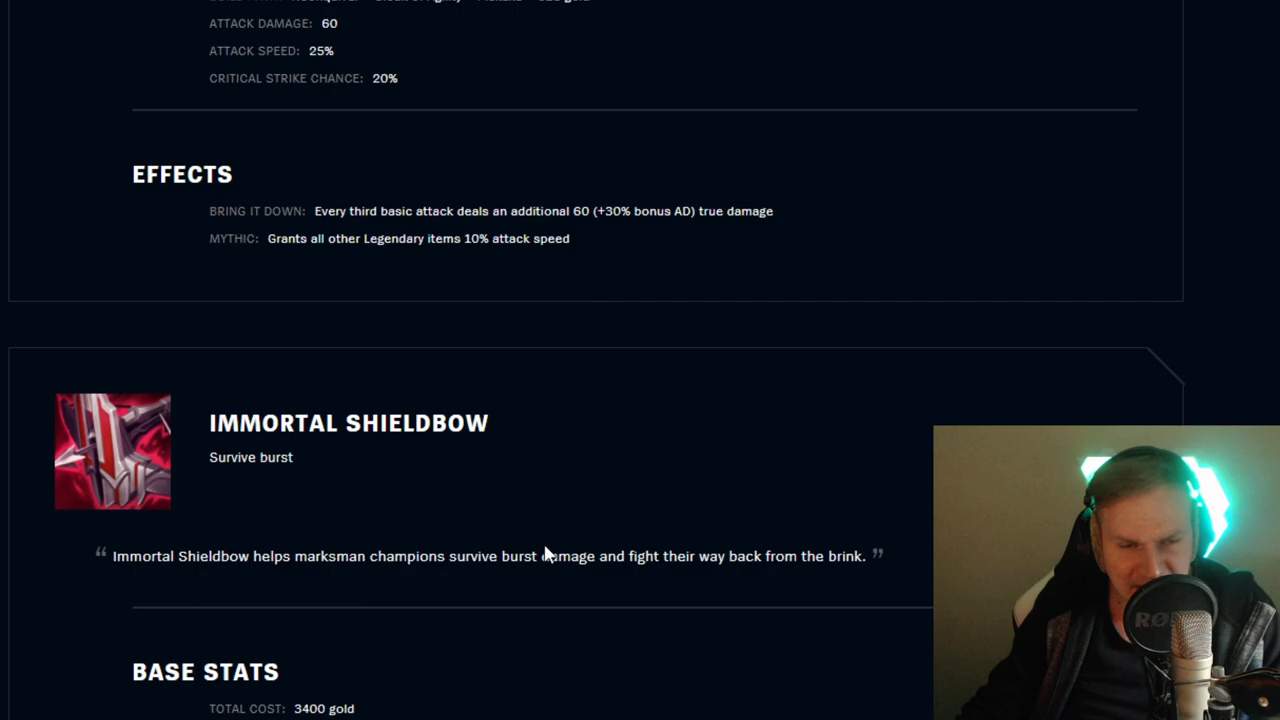 ATTACK DAMAGE: 60
ATTACK SPEED: 25%
CRITICAL STRIKE CHANCE: 20%
EFFECTS
BRING IT DOWN: Every third basic attack deals an additional 60 (+30% bonus AD) true damage
MYTHIC: Grants all other Legendary items 10% attack speed
IMMORTAL SHIELDBOW
Survive burst
“ Immortal Shieldbow helps marksman champions survive burst damage and fight their way back from the brink. ”
BASE STATS
TOTAL COST: 3400 gold